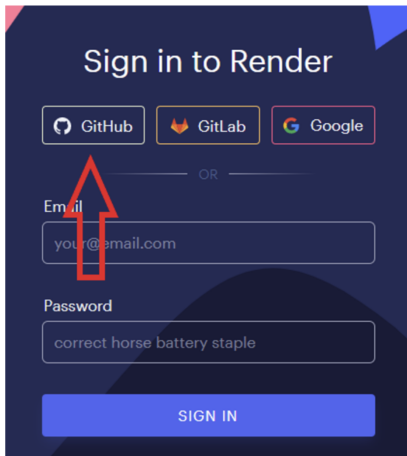 Sign in to Render
GitHub GitLab Google
OR
Email
your@email.com
Password
correct horse battery staple
SIGN IN